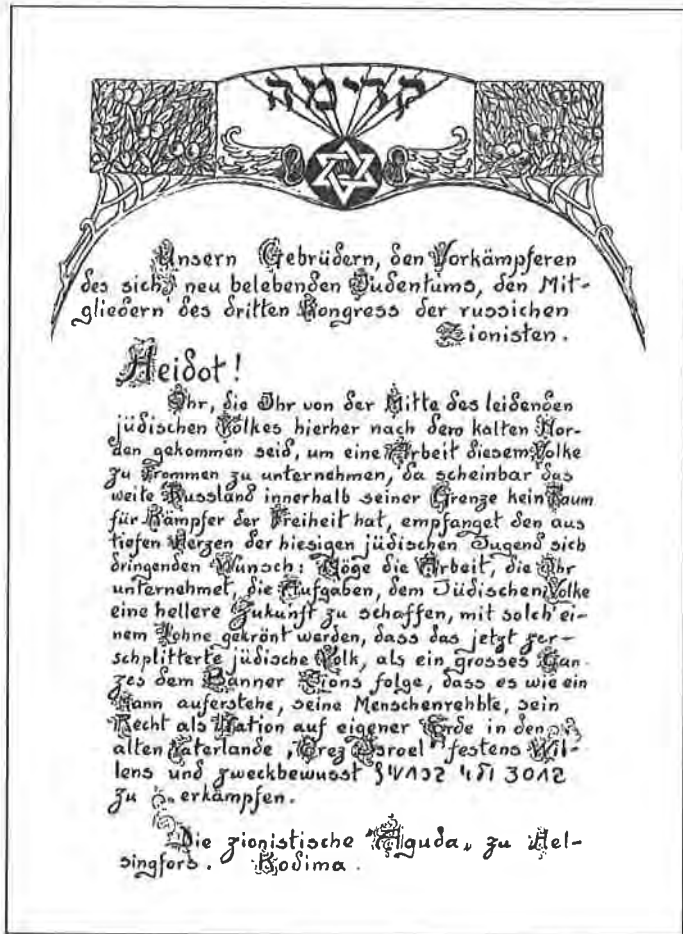 קדימה
Unsern Gebrüdern, den Vorkämpferen
des sich neu belebenden Judentums, den Mit-
gliedern des dritten Kongress der russichen
Zionisten.
Heidot!
Ihr, die Ihr von der Mitte des leidenden
jüdischen Volkes hierher nach dem kalten Nor-
den gekommen seid, um eine Arbeit diesem Volke
zu Frommen zu unternehmen, da scheinbar das
weite Russland innerhalb seiner Grenze kein Raum
für Kämpfer der Freiheit hat, empfanget den aus
tiefen Herzen der hiesigen jüdischen Jugend sich
dringenden Wunsch: Möge die Arbeit, die Ihr
unternehmet, die Aufgaben, dem Jüdischen Volke
eine hellere Zukunft zu schaffen, mit solch' ei-
nem Lohne gekrönt werden, dass das jetzt zer-
schplitterte jüdische Volk, als ein grosses Gan-
zes dem Banner Zions folge, dass es wie ein
Mann auferstehe, seine Menschenrehbte, sein
Recht als Nation auf eigener Erde in den
alten Vaterlande „Erez Isroel" festens Wil-
lens und zweckbewusst
zu erkämpfen.
Die zionistische „Aguda„ zu Hel-
singfors. Kodima.